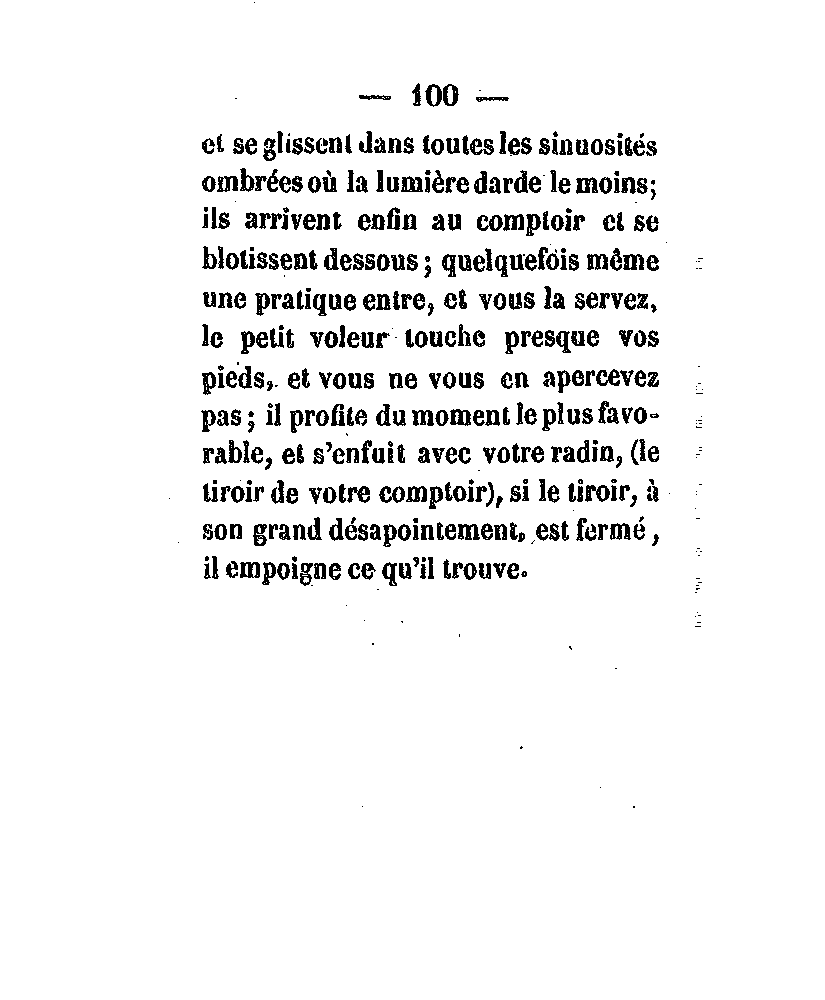 — 100 —
et se glissent dans toutes les sinuosités
ombrées où la lumière darde le moins;
ils arrivent enfin au comptoir et se
blotissent dessous ; quelquefois même
une pratique entre, et vous la servez,
le petit voleur touche presque vos
pieds, et vous ne vous en apercevez
pas ; il profite du moment le plus favo-
rable, et s'enfuit avec votre radin, (le
tiroir de votre comptoir), si le tiroir, à
son grand désapointement, est fermé ,
il empoigne ce qu'il trouve.